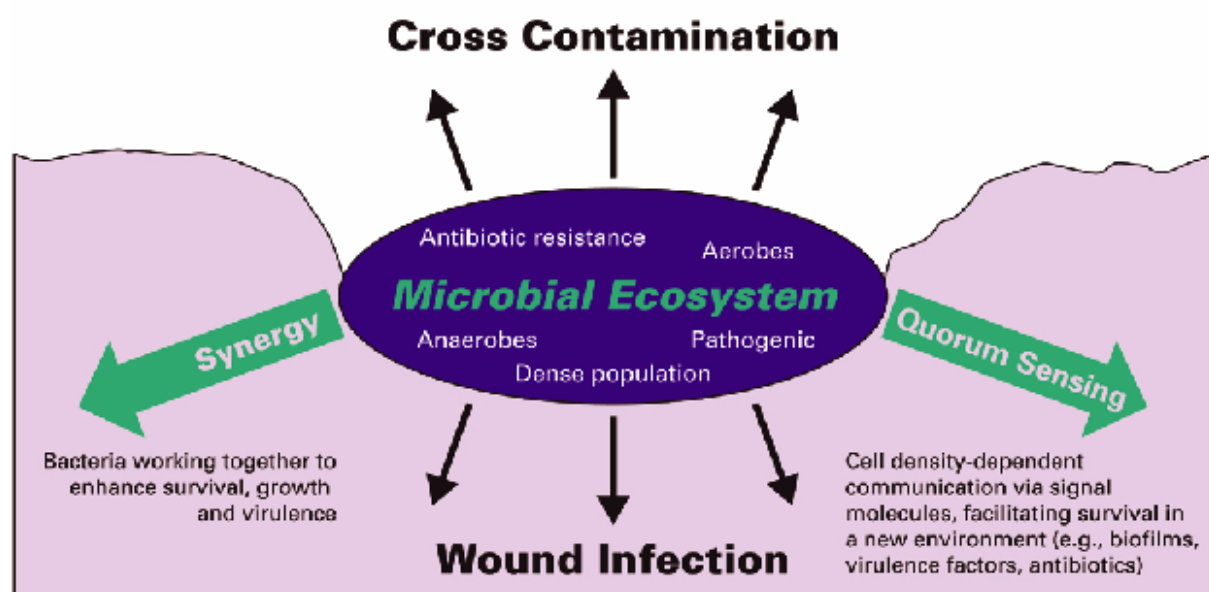 Cross Contamination
Antibiotic resistance
Aerobes
Microbial Ecosystem
Anaerobes
Pathogenic
Dense population
Synergy
Quorum Sensing
Bacteria working together to
enhance survival, growth
and virulence
Cell density-dependent
communication via signal
molecules, facilitating survival in
a new environment (e.g., biofilms,
virulence factors, antibiotics)
Wound Infection